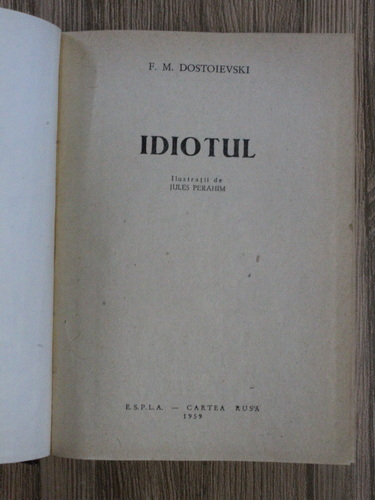 F. M. DOSTOIEVSKI
IDIOTUL
Ilustrații de
JULES PERAHIM
E.S.P.L.A. — CARTEA RUSĂ
1959